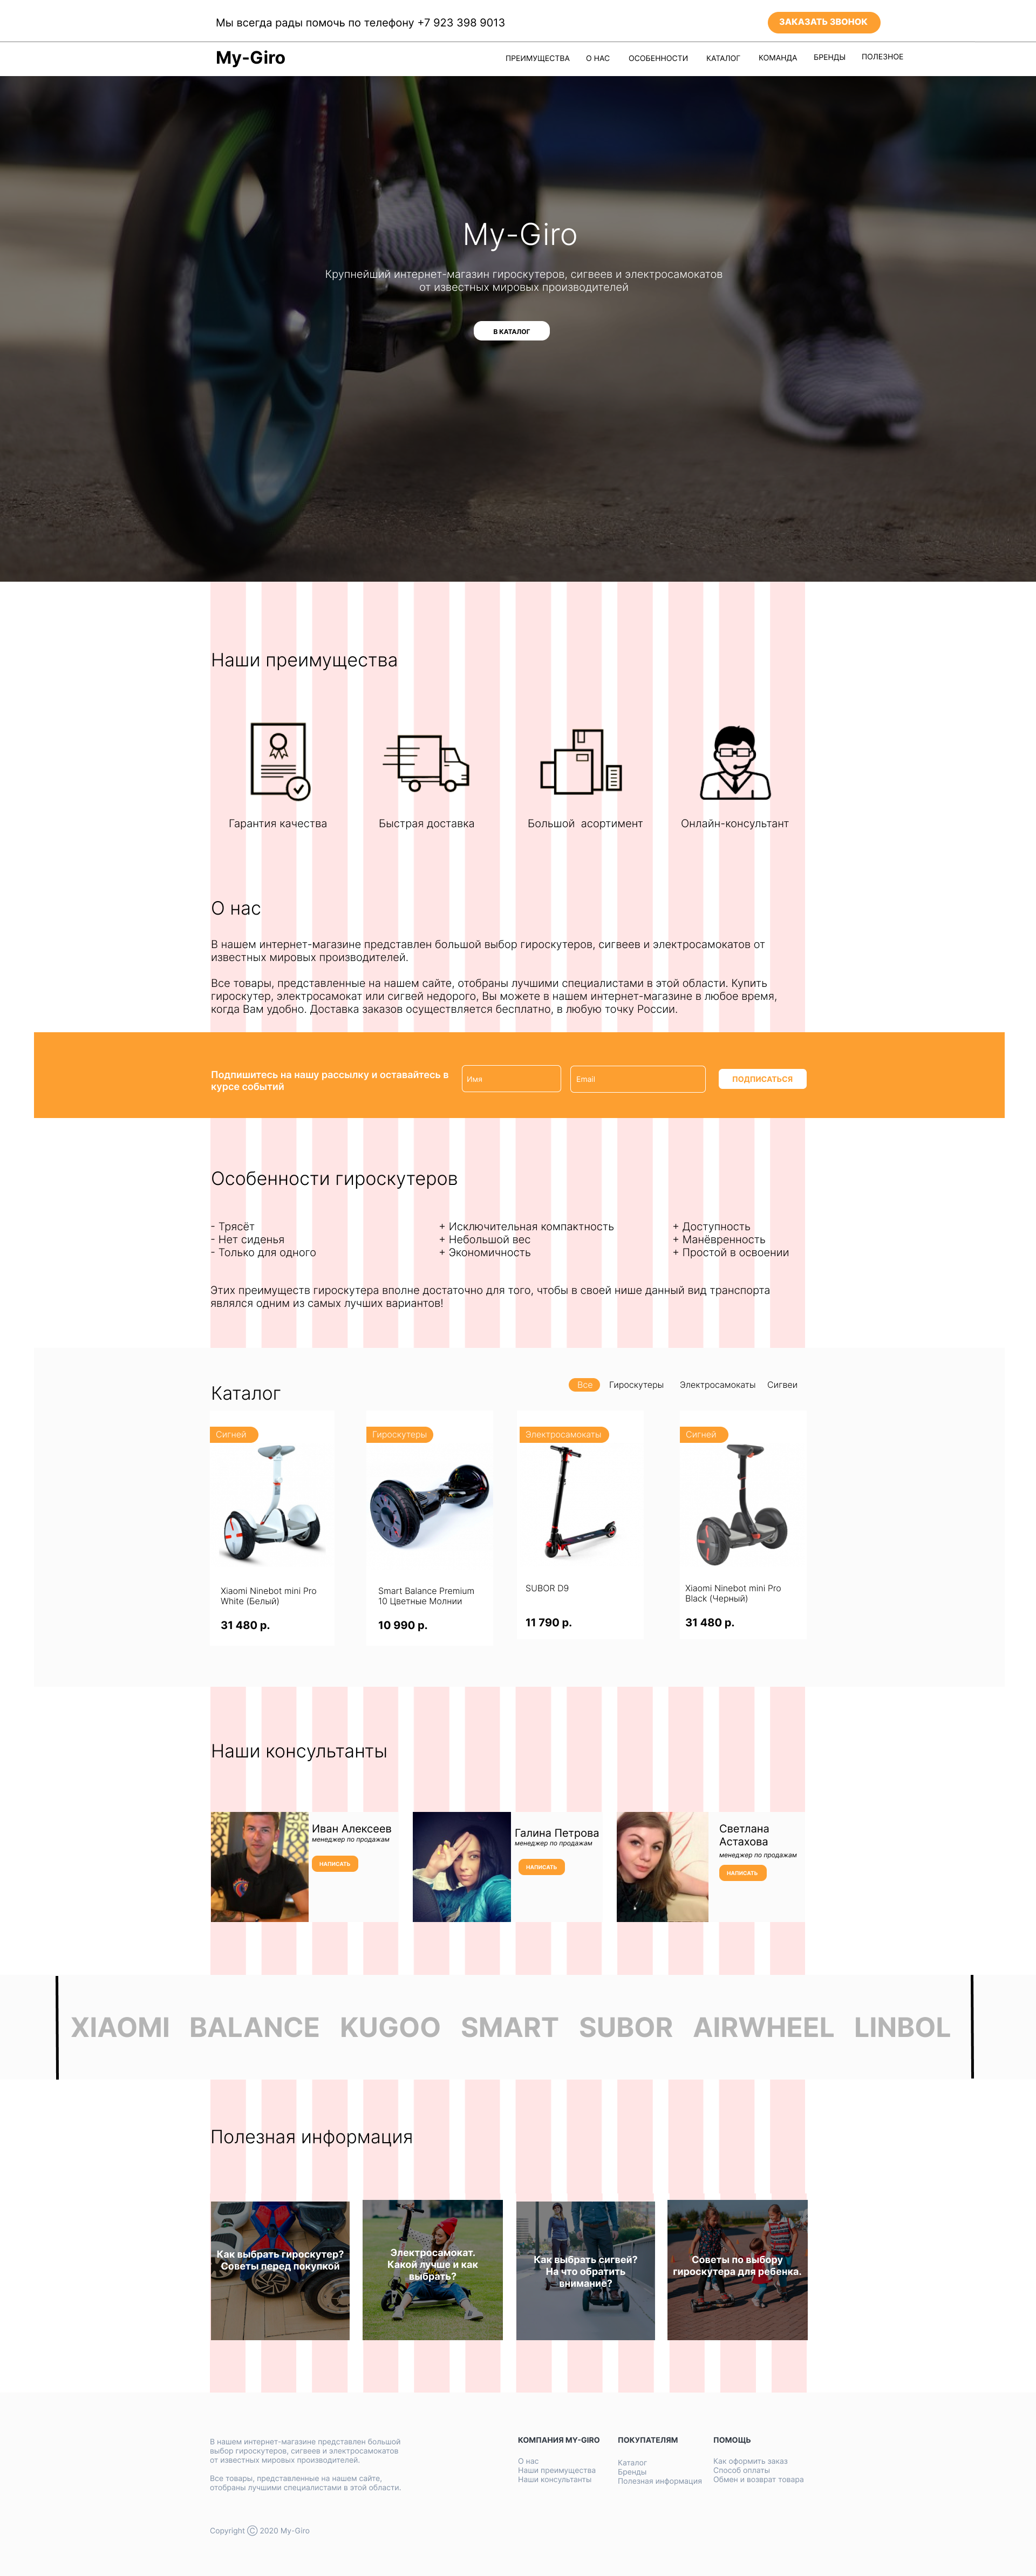 Мы всегда рады помочь по телефону +7 923 398 9013
ЗАКАЗАТЬ ЗВОНОК
My-Giro
ПРЕИМУЩЕСТВА О НАС ОСОБЕННОСТИ КАТАЛОГ КОМАНДА БРЕНДЫ ПОЛЕЗНОЕ
My-Giro
Крупнейший интернет-магазин гироскутеров, сигвеев и электросамокатов
от известных мировых производителей
В КАТАЛОГ
Наши преимущества
Гарантия качества
Быстрая доставка
Большой асортимент
Онлайн-консультант
О нас
В нашем интернет-магазине представлен большой выбор гироскутеров, сигвеев и электросамокатов от
известных мировых производителей.
Все товары, представленные на нашем сайте, отобраны лучшими специалистами в этой области. Купить
гироскутер, электросамокат или сигвей недорого, Вы можете в нашем интернет-магазине в любое время,
когда Вам удобно. Доставка заказов осуществляется бесплатно, в любую точку России.
Подпишитесь на нашу рассылку и оставайтесь в
курсе событий
Имя
Email
ПОДПИСАТЬСЯ
Особенности гироскутеров
- Трясёт
- Нет сиденья
- Только для одного
+ Исключительная компактность
+ Небольшой вес
+ Экономичность
+ Доступность
+ Манёвренность
+ Простой в освоении
Этих преимуществ гироскутера вполне достаточно для того, чтобы в своей нише данный вид транспорта
являлся одним из самых лучших вариантов!
Каталог
Все Гироскутеры Электросамокаты Сигвеи
Сигней
Xiaomi Ninebot mini Pro
White (Белый)
31 480 р.
Гироскутеры
Smart Balance Premium
10 Цветные Молнии
10 990 р.
Электросамокаты
SUBOR D9
11 790 р.
Сигней
Xiaomi Ninebot mini Pro
Black (Черный)
31 480 р.
Наши консультанты
Иван Алексеев
менеджер по продажам
НАПИСАТЬ
Галина Петрова
менеджер по продажам
НАПИСАТЬ
Светлана
Астахова
менеджер по продажам
НАПИСАТЬ
XIAOMI BALANCE KUGOO SMART SUBOR AIRWHEEL LINBOL
Полезная информация
Как выбрать гироскутер?
Советы перед покупкой
Электросамокат.
Какой лучше и как
выбрать?
Как выбрать сигвей?
На что обратить
внимание?
Советы по выбору
гироскутера для ребенка.
В нашем интернет-магазине представлен большой
выбор гироскутеров, сигвеев и электросамокатов
от известных мировых производителей.
Все товары, представленные на нашем сайте,
отобраны лучшими специалистами в этой области.
КОМПАНИЯ MY-GIRO
О нас
Наши преимущества
Наши консультанты
ПОКУПАТЕЛЯМ
Каталог
Бренды
Полезная информация
ПОМОЩЬ
Как оформить заказ
Способ оплаты
Обмен и возврат товара
Copyright Ⓒ 2020 My-Giro